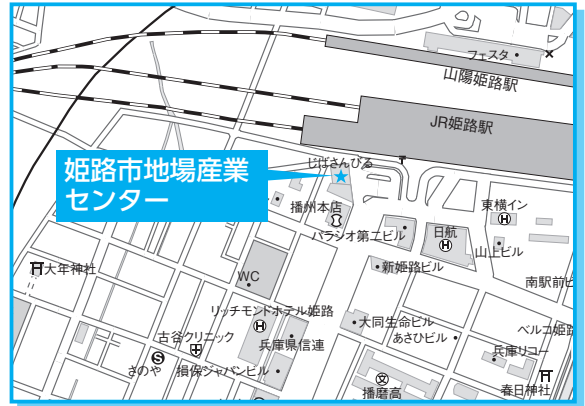 フェスタ
山陽姫路駅
JR姫路駅
じばさんびる
姫路市地場産業
センター
播州本店
東横イン
H
パラシオ第二ビル
日航
H
山上ビル
大年神社
WC
新姫路ビル
南駅前ビ
リッチモンドホテル姫路
H
大同生命ビル
ベルコ姫路
古谷クリニック
兵庫県信連
あさひビル
兵庫リコー
S
さのや
損保ジャパンビル
文
播磨高
春日神社